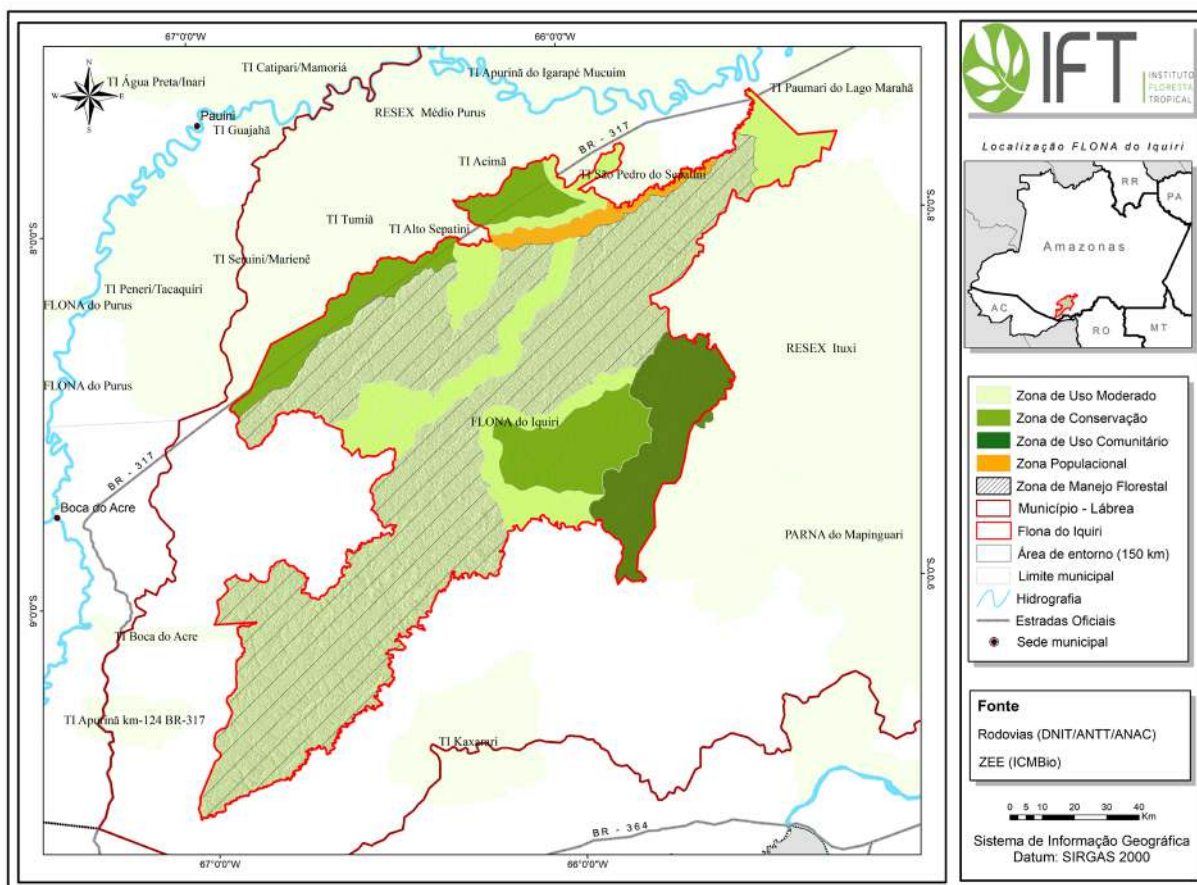 67°0'0"W
66°0'0"W
N
W
E
S
TI Água Preta/Inari
TI Catipari/Mamoriá
TI Apurinã do Igarapé Mucuim
TI Paumari do Lago Marahã
Pauini
TI Guajahã
RESEX Médio Purus
BR - 317
TI Acimã
TI São Pedro do Sepatini
8°0'0"S
8°0'0"S
TI Tumiã
TI Alto Sepatini
TI Seruini/Marienê
TI Peneri/Tacaquiri
FLONA do Purus
RESEX Ituxi
FLONA do Purus
FLONA do Iquiri
BR - 317
Boca do Acre
PARNA do Mapinguari
9°0'0"S
9°0'0"S
TI Boca do Acre
TI Apurinã km-124 BR-317
TI Kaxarari
BR - 364
67°0'0"W
66°0'0"W
IFT
INSTITUTO
FLORESTA
TROPICAL
Localização FLONA do Iquiri
RR
PA
Amazonas
AC
RO
MT
Zona de Uso Moderado
Zona de Conservação
Zona de Uso Comunitário
Zona Populacional
Zona de Manejo Florestal
Município - Lábrea
Flona do Iquiri
Área de entorno (150 km)
Limite municipal
Hidrografia
Estradas Oficiais
Sede municipal
Fonte
Rodovias (DNIT/ANTT/ANAC)
ZEE (ICMBio)
0 5 10 20 30 40
Km
Sistema de Informação Geográfica
Datum: SIRGAS 2000